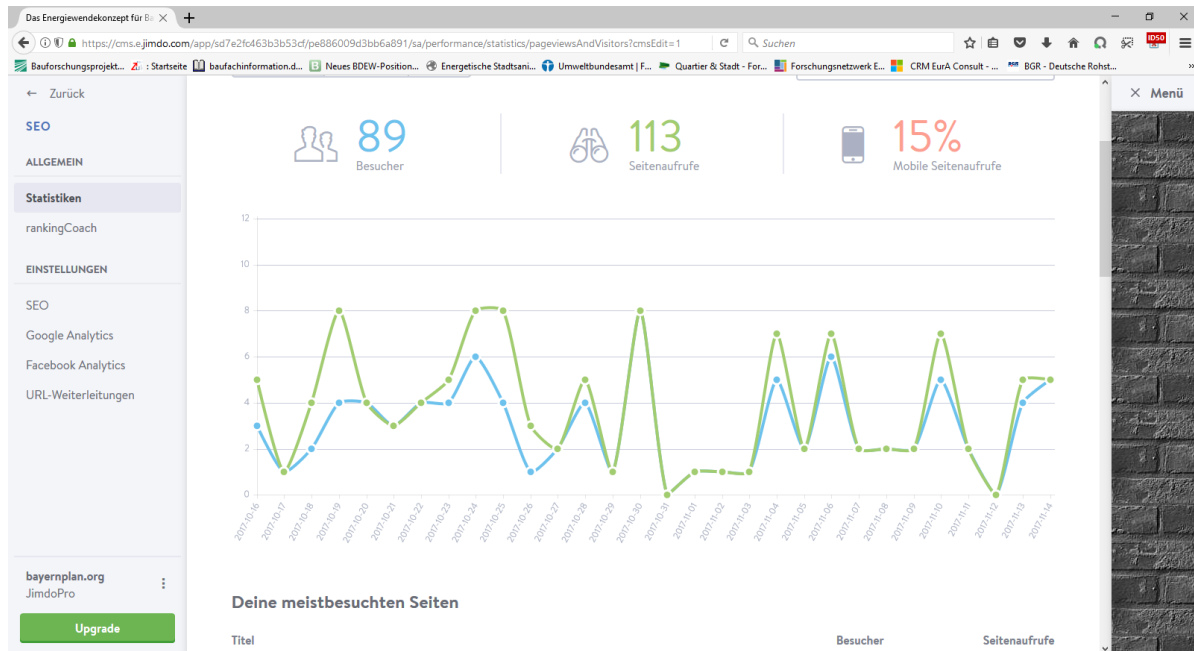 Das Energiewendekonzept für Ba
https://cms.e.jimdo.com/app/sd7e2fc463b3b53cf/pe886009d3bb6a891/sa/performance/statistics/pageviewsAndVisitors?cmsEdit=1
Suchen
IDSO
Bauforschungsprojekt... : Startseite baufachinformation.d... Neues BDEW-Position... Energetische Stadtsani... Umweltbundesamt | F... Quartier & Stadt - For... Forschungsnetzwerk E... CRM EurA Consult - ... BGR - Deutsche Rohst...
← Zurück
Menü
SEO
ALLGEMEIN
Statistiken
rankingCoach
EINSTELLUNGEN
SEO
Google Analytics
Facebook Analytics
URL-Weiterleitungen
bayernplan.org
JimdoPro
Upgrade
89
Besucher
113
Seitenaufrufe
15%
Mobile Seitenaufrufe
12
10
8
6
4
2
0
2017-10-16
2017-10-17
2017-10-18
2017-10-19
2017-10-20
2017-10-21
2017-10-22
2017-10-23
2017-10-24
2017-10-25
2017-10-26
2017-10-27
2017-10-28
2017-10-29
2017-10-30
2017-10-31
2017-11-01
2017-11-02
2017-11-03
2017-11-04
2017-11-05
2017-11-06
2017-11-07
2017-11-08
2017-11-09
2017-11-10
2017-11-11
2017-11-12
2017-11-13
2017-11-14
Deine meistbesuchten Seiten
Titel Besucher Seitenaufrufe